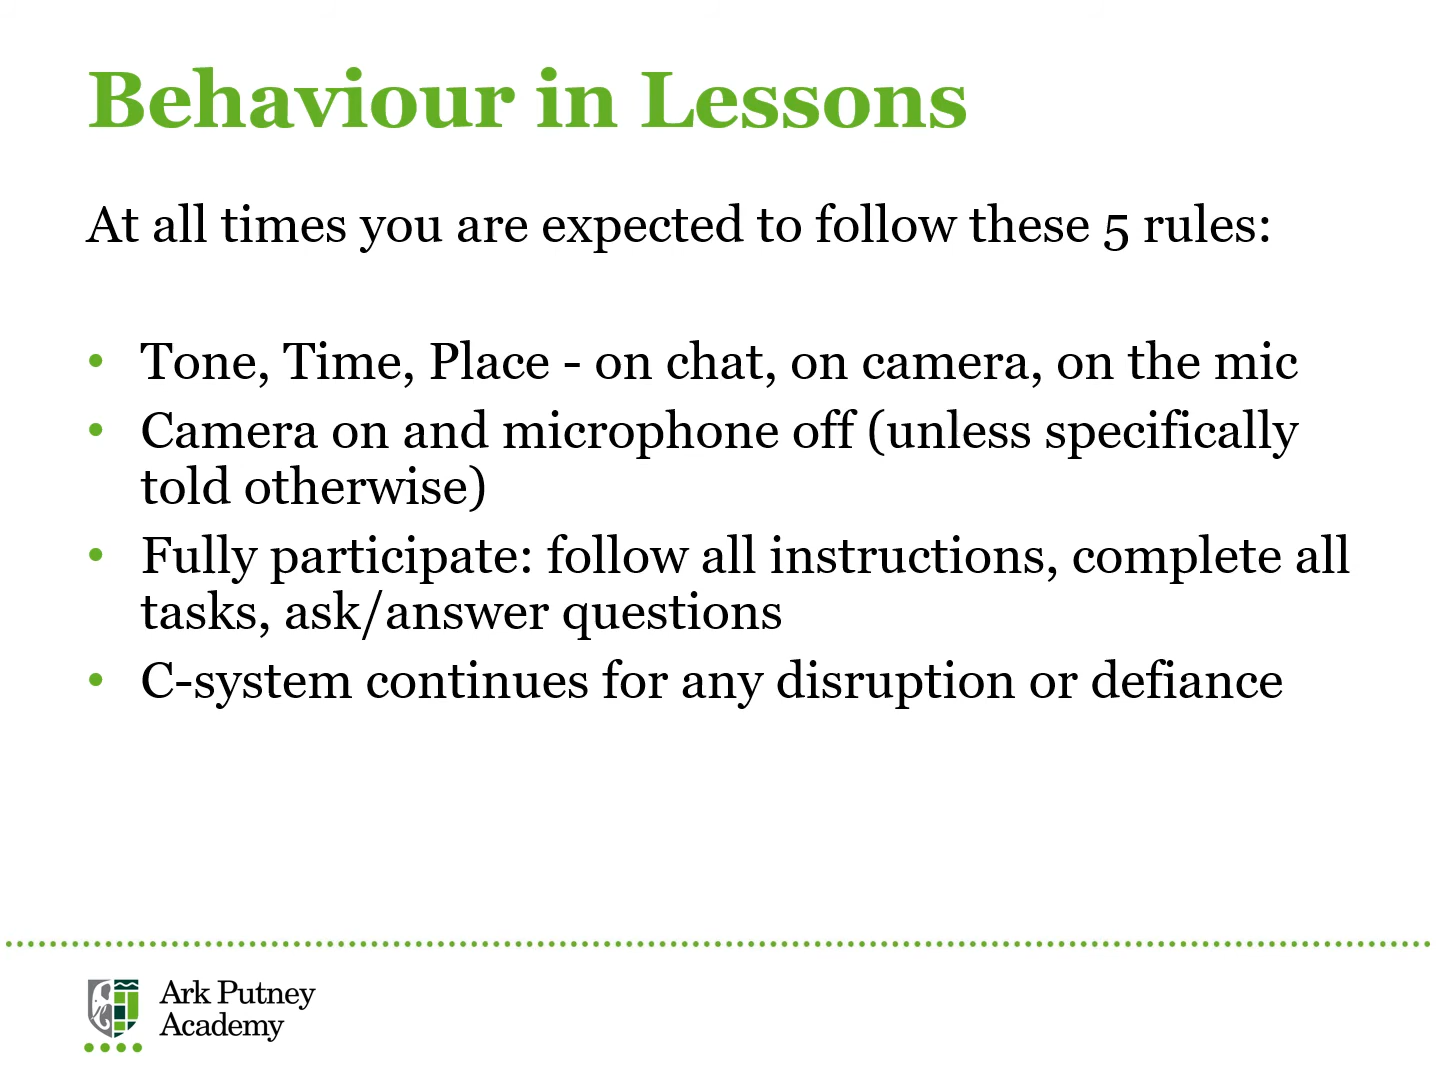 Behaviour in Lessons
At all times you are expected to follow these 5 rules:
• Tone, Time, Place - on chat, on camera, on the mic
• Camera on and microphone off (unless specifically
told otherwise)
• Fully participate: follow all instructions, complete all
tasks, ask/answer questions
• C-system continues for any disruption or defiance
Ark Putney
Academy